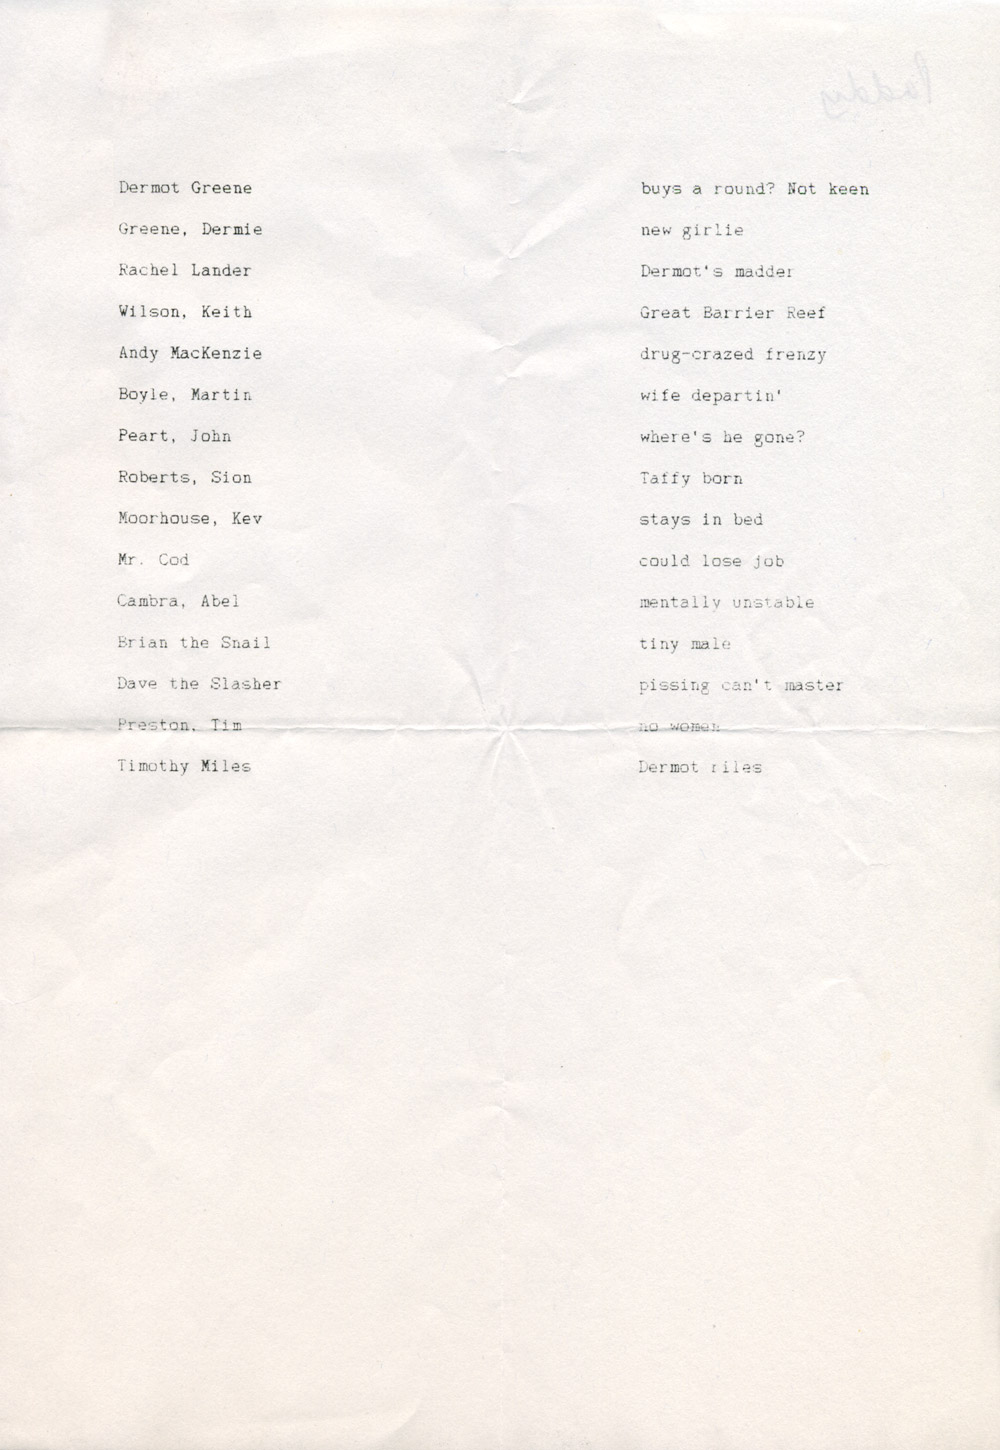 Paddy
Dermot Greene buys a round? Not keen
Greene, Dermie new girlie
Rachel Lander Dermot's madder
Wilson, Keith Great Barrier Reef
Andy MacKenzie drug-crazed frenzy
Boyle, Martin wife departin'
Peart, John where's he gone?
Roberts, Sion Taffy born
Moorhouse, Kev stays in bed
Mr. Cod could lose job
Cambra, Abel mentally unstable
Brian the Snail tiny male
Dave the Slasher pissing can't master
Preston, Tim no women
Timothy Miles Dermot riles